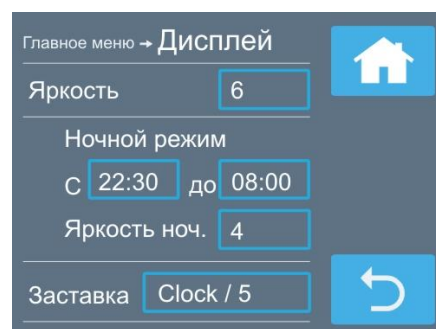 Главное меню → Дисплей
Яркость 6
Ночной режим
С 22:30 до 08:00
Яркость ноч. 4
Заставка Clock / 5